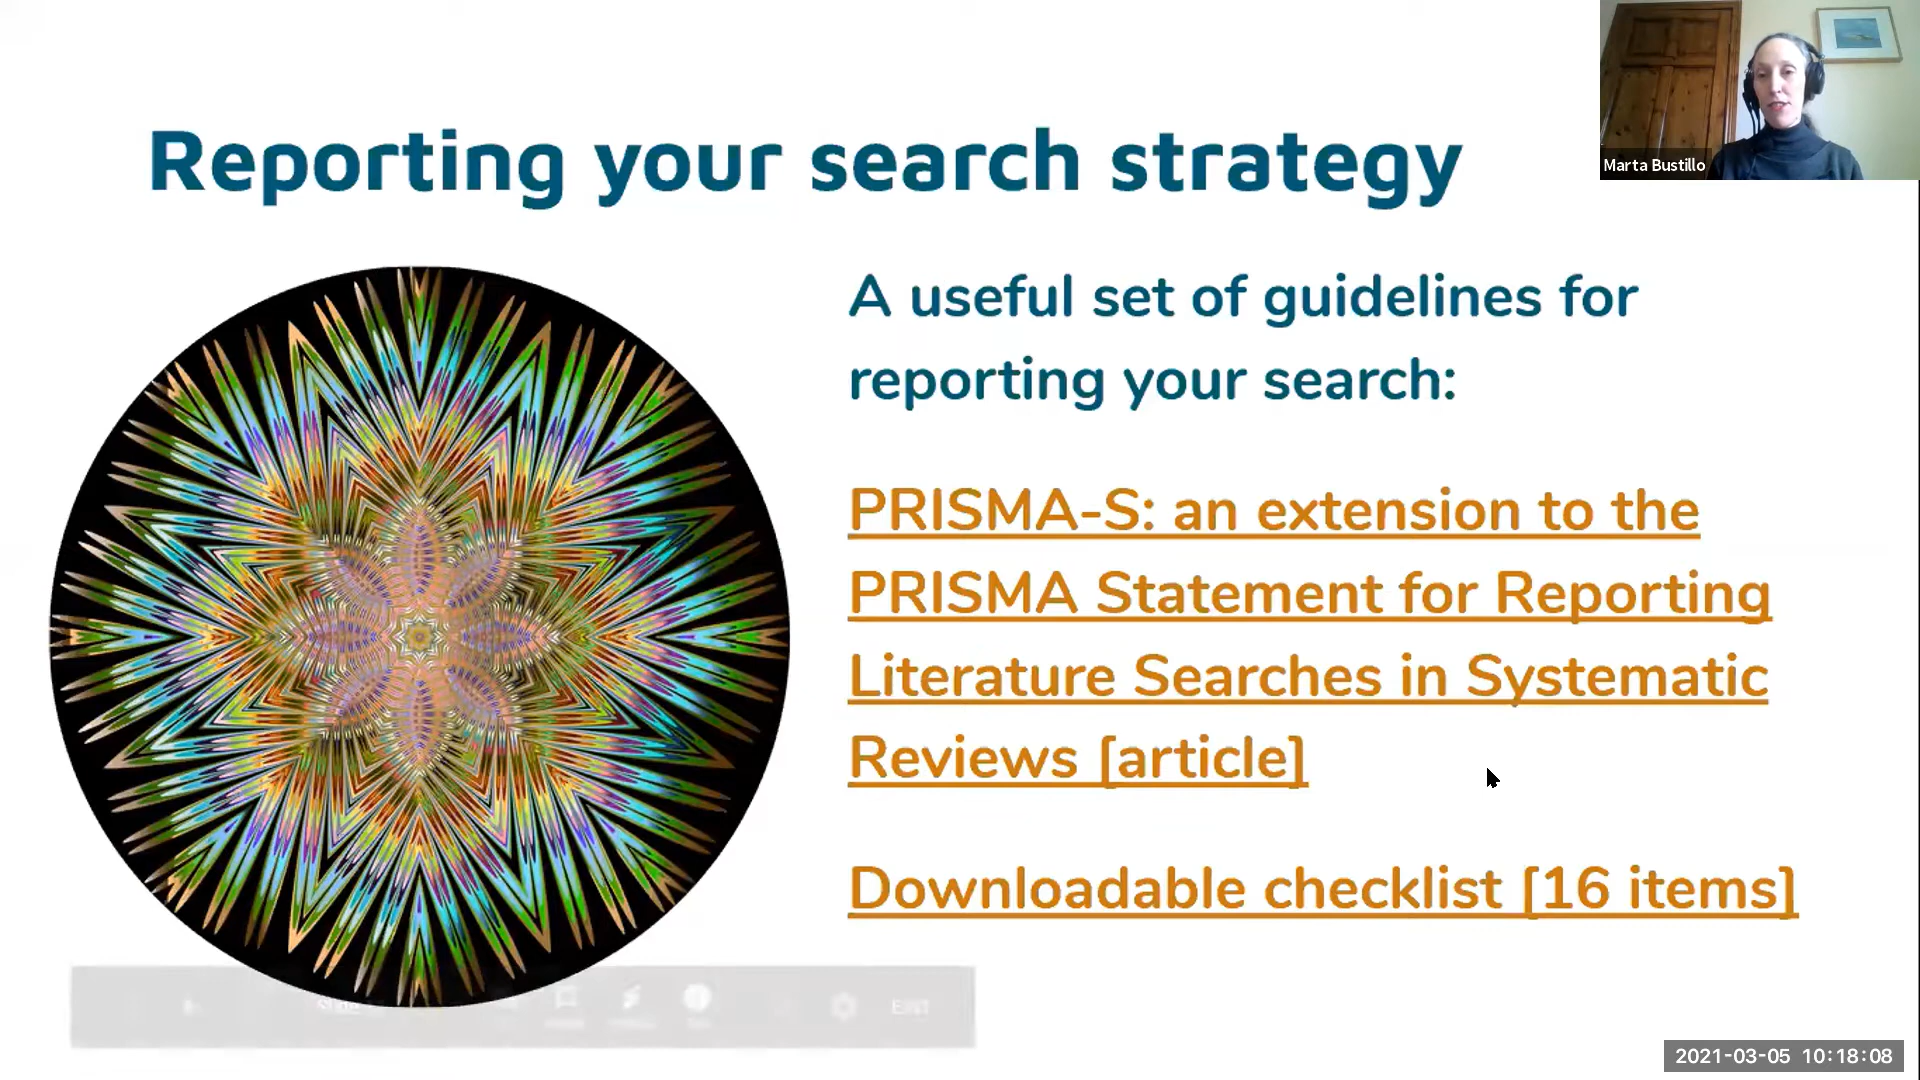 Reporting your search strategy
Marta Bustillo
A useful set of guidelines for
reporting your search:
PRISMA-S: an extension to the
PRISMA Statement for Reporting
Literature Searches in Systematic
Reviews [article]
Downloadable checklist [16 items]
Exit
2021-03-05 10:18:08